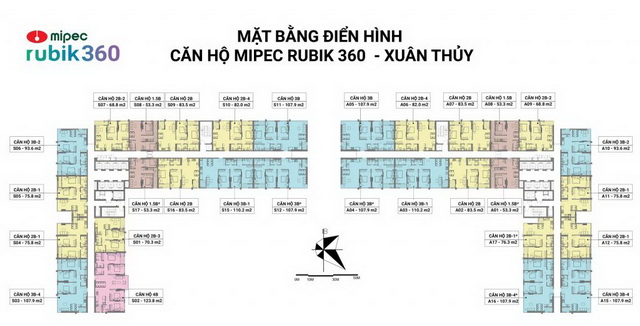 mipec
rubik360
MẶT BẰNG ĐIỂN HÌNH
CĂN HỘ MIPEC RUBIK 360 - XUÂN THỦY
CĂN HỘ 2B-2
S07 - 68.8 m2
CĂN HỘ 1.5B
S08 - 53.3 m2
CĂN HỘ 2B
S09 - 83.5 m2
CĂN HỘ 2B-4
S10 - 82.0 m2
CĂN HỘ 3B
S11 - 107.9 m2
CĂN HỘ 3B
A05 - 107.9 m2
CĂN HỘ 2B-4
A06 - 82.0 m2
CĂN HỘ 2B
A07 - 83.5 m2
CĂN HỘ 1.5B
A08 - 53.3 m2
CĂN HỘ 2B-2
A09 - 68.8 m2
CĂN HỘ 3B-2
S06 - 93.6 m2
CĂN HỘ 3B-2
A10 - 93.6 m2
CĂN HỘ 2B-1
S05 - 75.8 m2
CĂN HỘ 2B-1
A11 - 75.8 m2
CĂN HỘ 1.5B*
S17 - 53.3 m2
CĂN HỘ 2B
S16 - 83.5 m2
CĂN HỘ 3B-1
S15 - 110.2 m2
CĂN HỘ 3B*
S12 - 107.9 m2
CĂN HỘ 3B*
A04 - 107.9 m2
CĂN HỘ 3B-1
A03 - 110.2 m2
CĂN HỘ 2B
A02 - 83.5 m2
CĂN HỘ 1.5B*
A01 - 53.3 m2
CĂN HỘ 2B-1
S04 - 75.8 m2
CĂN HỘ 2B-3
S01 - 70.3 m2
CĂN HỘ 2B-1*
A17 - 76.3 m2
CĂN HỘ 2B-1
A12 - 75.8 m2
CĂN HỘ 3B-4
S03 - 107.9 m2
CĂN HỘ 4B
S02 - 123.8 m2
CĂN HỘ 3B-4*
A14 - 107.9 m2
CĂN HỘ 3B-4
A15 - 107.9 m2